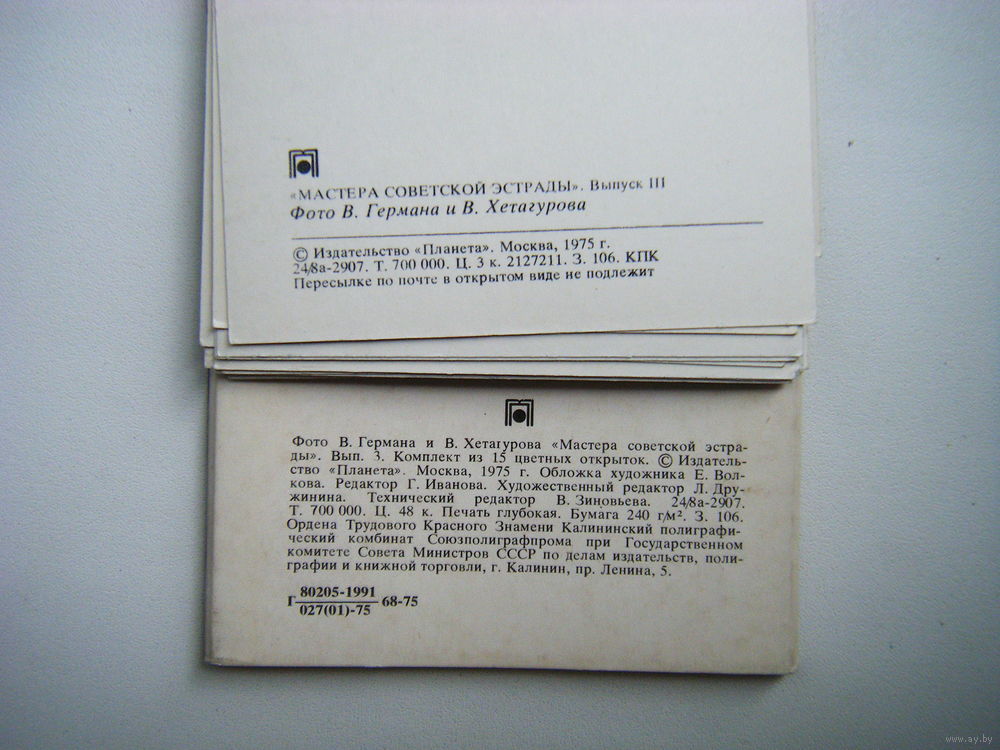 «МАСТЕРА СОВЕТСКОЙ ЭСТРАДЫ». Выпуск III
Фото В. Германа и В. Хетагурова
© Издательство «Планета». Москва, 1975 г.
24/8а-2907. Т. 700 000. Ц. 3 к. 2127211. З. 106. КПК
Пересылке по почте в открытом виде не подлежит
Фото В. Германа и В. Хетагурова «Мастера советской эстра-
ды». Вып. 3. Комплект из 15 цветных открыток. © Издатель-
ство «Планета». Москва, 1975 г. Обложка художника Е. Вол-
кова. Редактор Г. Иванова. Художественный редактор Л. Дру-
жинина. Технический редактор В. Зиновьева. 24/8а-2907.
Т. 700 000. Ц. 48 к. Печать глубокая. Бумага 240 г/м². З. 106.
Ордена Трудового Красного Знамени Калининский полиграфи-
ческий комбинат Союзполиграфпрома при Государственном
комитете Совета Министров СССР по делам издательств, поли-
графии и книжной торговли, г. Калинин, пр. Ленина, 5.
Г 80205-1991 68-75
027(01)-75
www.ay.by